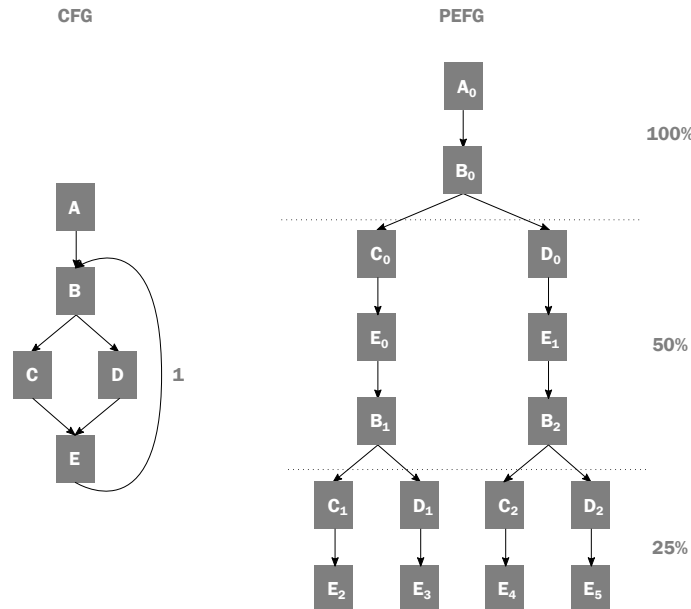 CFG
PEFG
A
B
C
D
E
1
A₀
B₀
100%
C₀
D₀
E₀
E₁
50%
B₁
B₂
C₁
D₁
C₂
D₂
25%
E₂
E₃
E₄
E₅